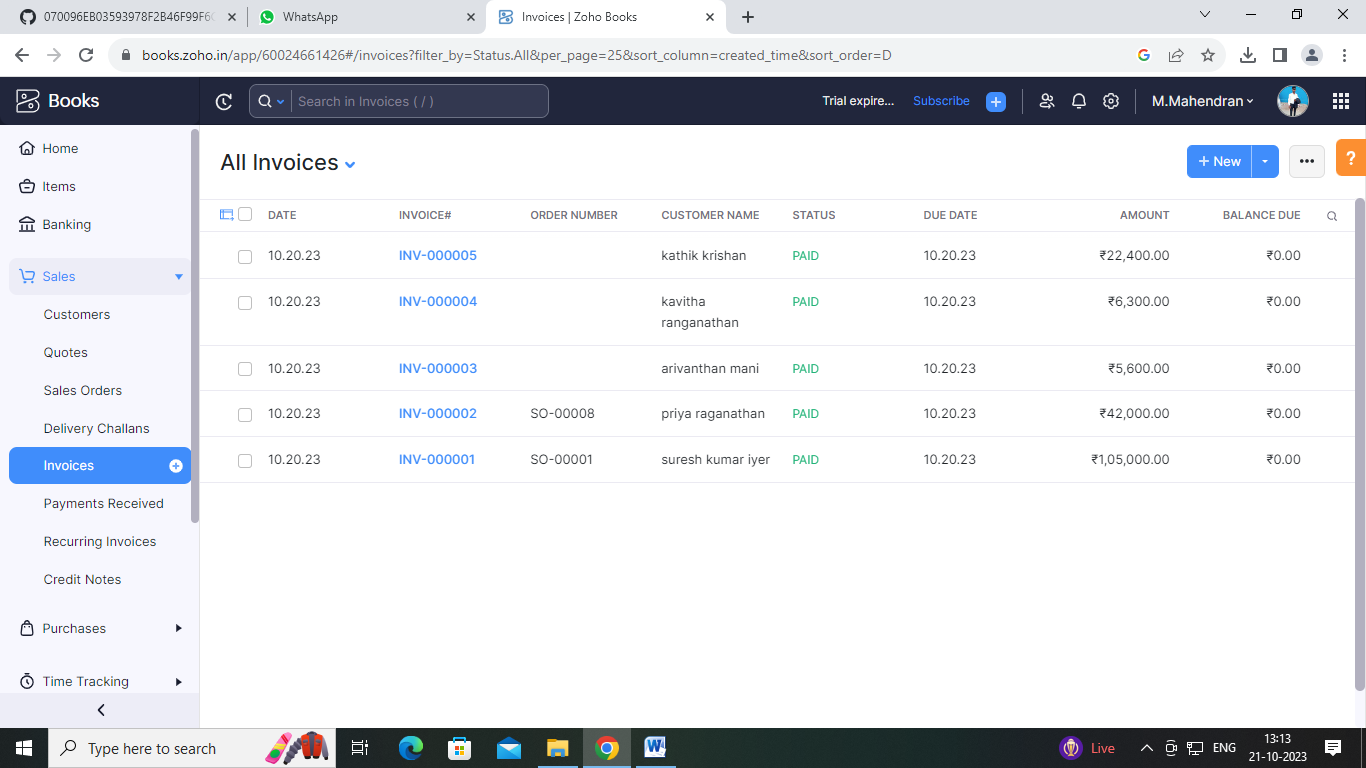 070096EB03593978F2B46F99F6
WhatsApp
Invoices | Zoho Books
books.zoho.in/app/60024661426#/invoices?filter_by=Status.All&per_page=25&sort_column=created_time&sort_order=D
Books
Search in Invoices ( / )
Trial expire...
Subscribe
M.Mahendran
Home
Items
Banking
Sales
Customers
Quotes
Sales Orders
Delivery Challans
Invoices
Payments Received
Recurring Invoices
Credit Notes
Purchases
Time Tracking
All Invoices
+ New
?
DATE INVOICE# ORDER NUMBER CUSTOMER NAME STATUS DUE DATE AMOUNT BALANCE DUE
10.20.23 INV-000005 kathik krishan PAID 10.20.23 ₹22,400.00 ₹0.00
10.20.23 INV-000004 kavitha PAID 10.20.23 ₹6,300.00 ₹0.00
ranganathan
10.20.23 INV-000003 arivanthan mani PAID 10.20.23 ₹5,600.00 ₹0.00
10.20.23 INV-000002 SO-00008 priya raganathan PAID 10.20.23 ₹42,000.00 ₹0.00
10.20.23 INV-000001 SO-00001 suresh kumar iyer PAID 10.20.23 ₹1,05,000.00 ₹0.00
Type here to search
Live
ENG
13:13
21-10-2023